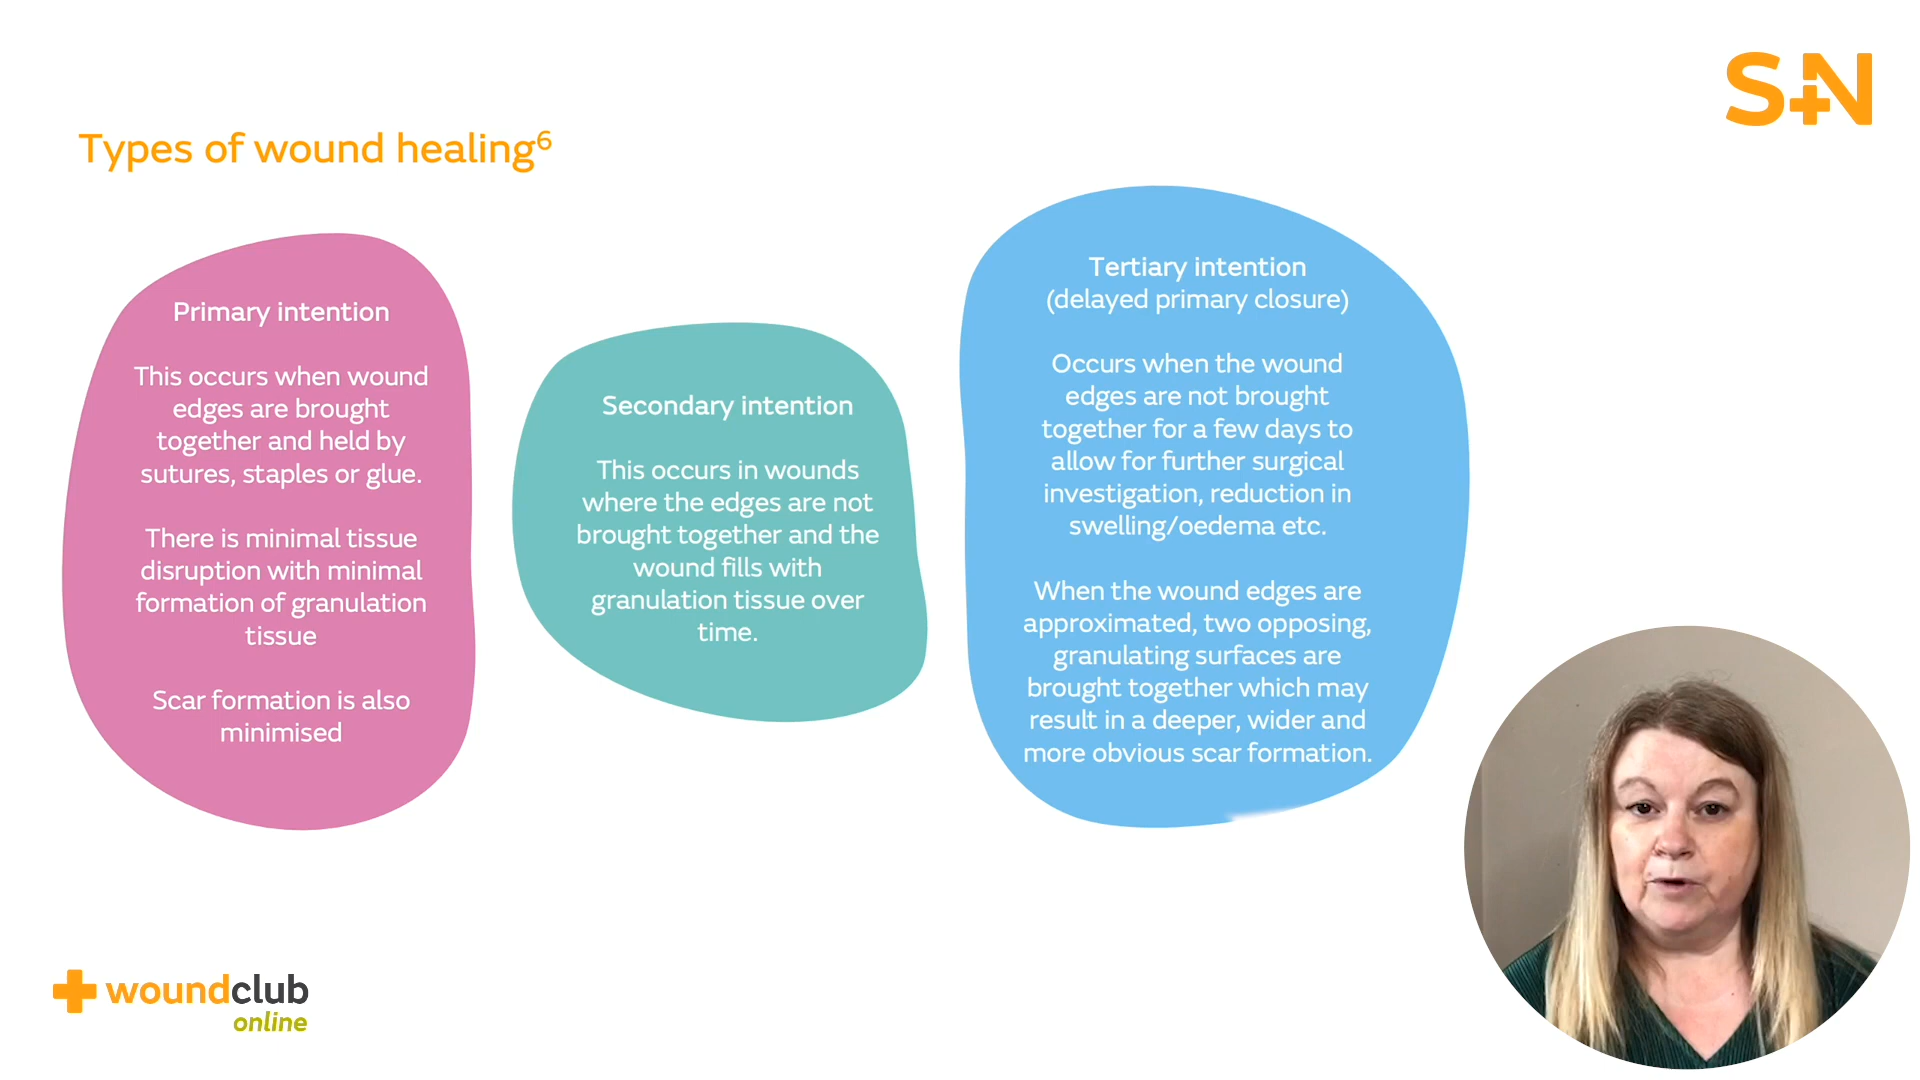 S+N
Types of wound healing6
Primary intention
This occurs when wound
edges are brought
together and held by
sutures, staples or glue.
There is minimal tissue
disruption with minimal
formation of granulation
tissue
Scar formation is also
minimised
Secondary intention
This occurs in wounds
where the edges are not
brought together and the
wound fills with
granulation tissue over
time.
Tertiary intention
(delayed primary closure)
Occurs when the wound
edges are not brought
together for a few days to
allow for further surgical
investigation, reduction in
swelling/oedema etc.
When the wound edges are
approximated, two opposing,
granulating surfaces are
brought together which may
result in a deeper, wider and
more obvious scar formation.
woundclub
online